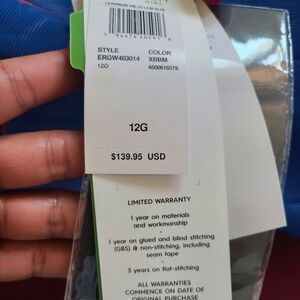 GIRL
STYLE COLOR
ERGW403014 XBBM
12G 4500616579
12G
$139.95 USD
LIMITED WARRANTY
1 year on materials
and workmanship
1 year on glued and blind stitching
(GBS) & non-stitching, including
seam tape
3 years on flat-stitching
ALL WARRANTIES
COMMENCE ON DATE OF
ORIGINAL PURCHASE